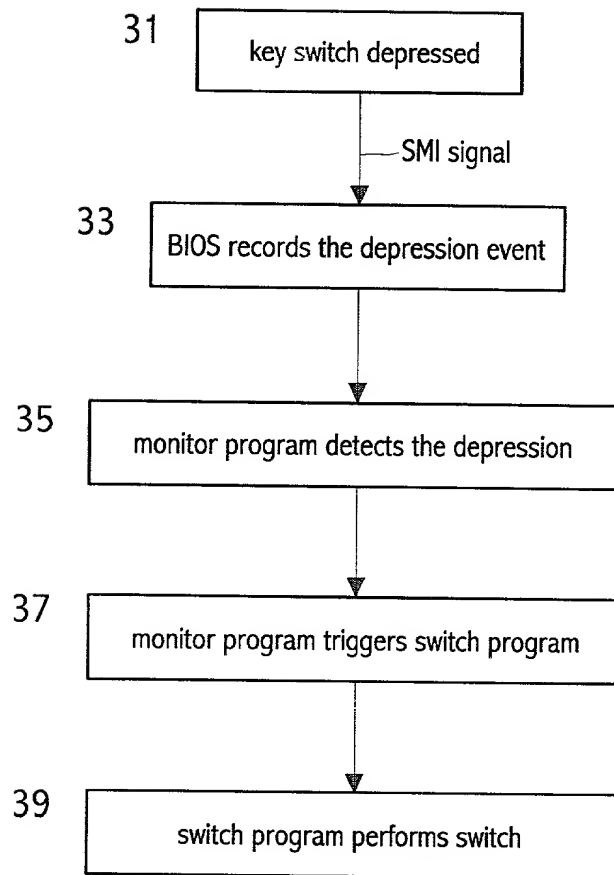 31
key switch depressed
SMI signal
33
BIOS records the depression event
35
monitor program detects the depression
37
monitor program triggers switch program
39
switch program performs switch